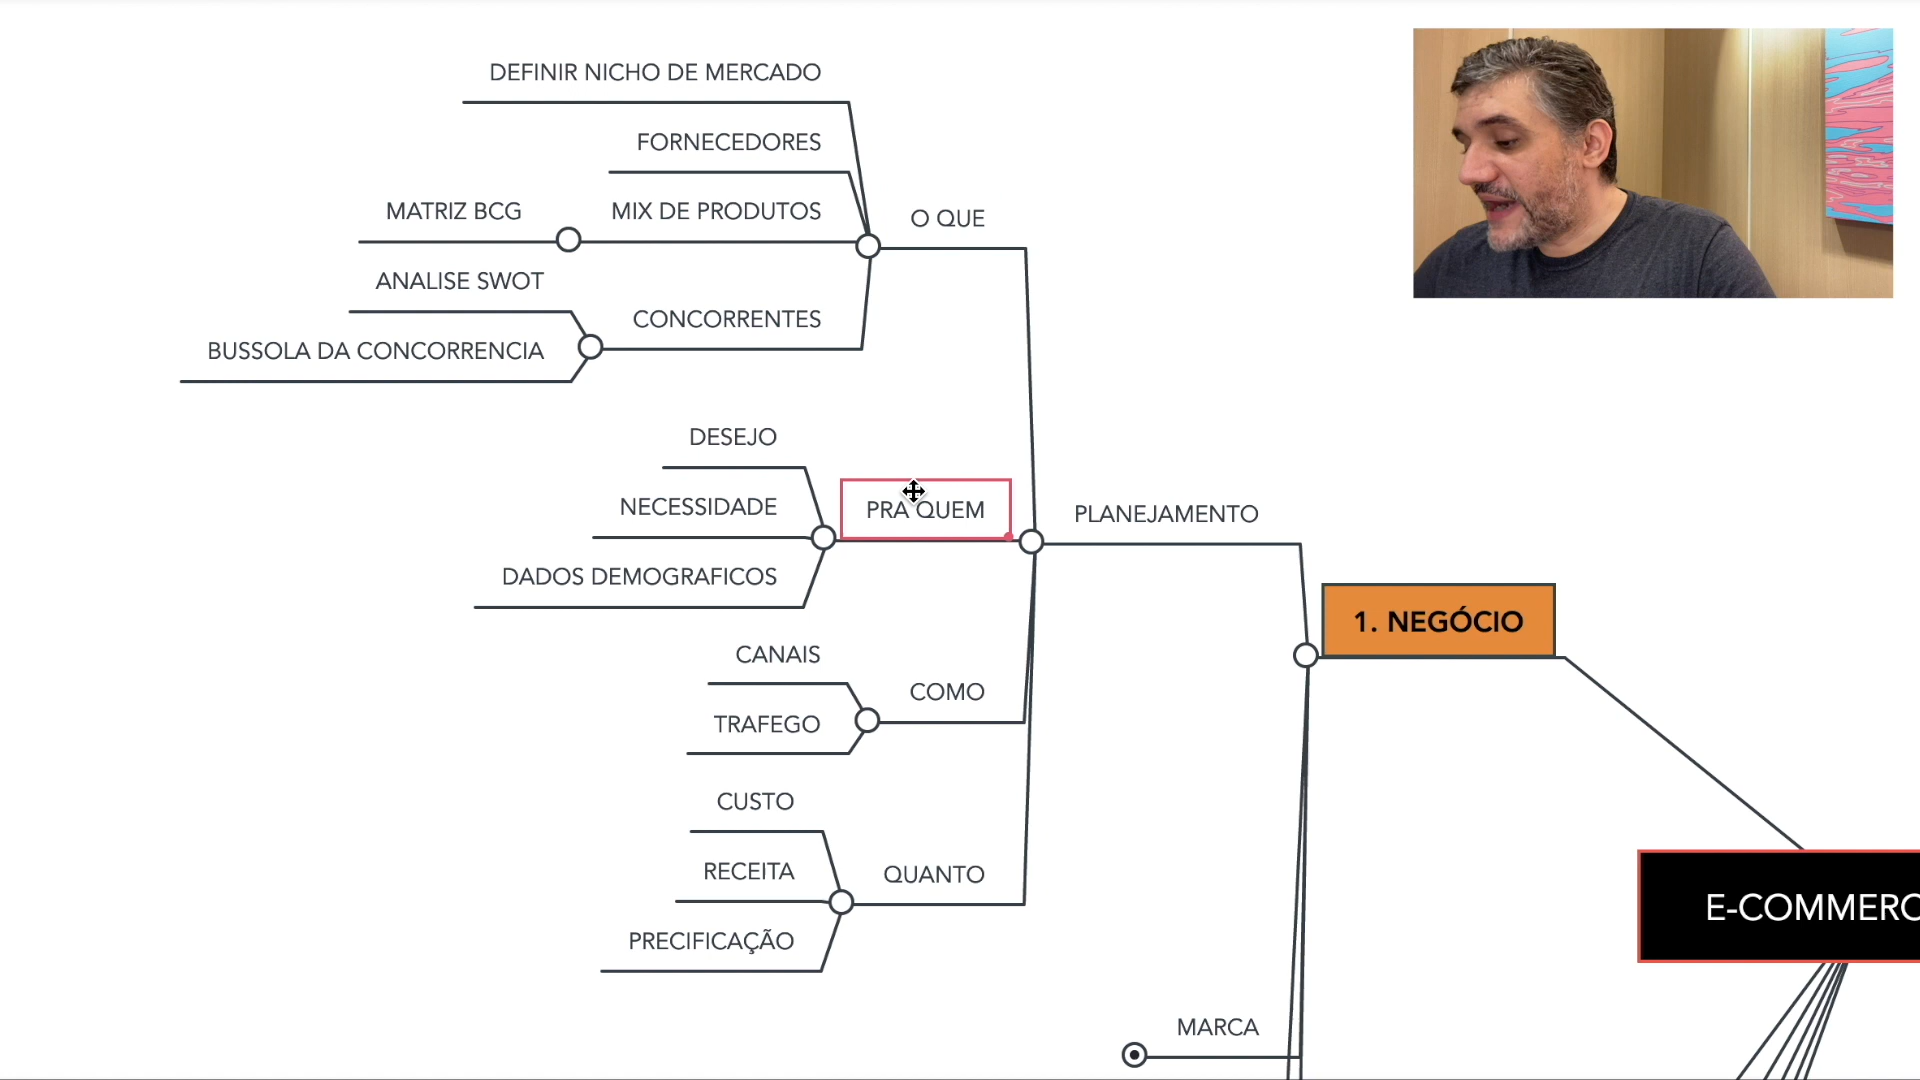 DEFINIR NICHO DE MERCADO
FORNECEDORES
MATRIZ BCG
MIX DE PRODUTOS
O QUE
ANALISE SWOT
CONCORRENTES
BUSSOLA DA CONCORRENCIA
DESEJO
NECESSIDADE
PRA QUEM
PLANEJAMENTO
DADOS DEMOGRAFICOS
1. NEGÓCIO
CANAIS
COMO
TRAFEGO
CUSTO
RECEITA
QUANTO
E-COMMERC
PRECIFICAÇÃO
MARCA